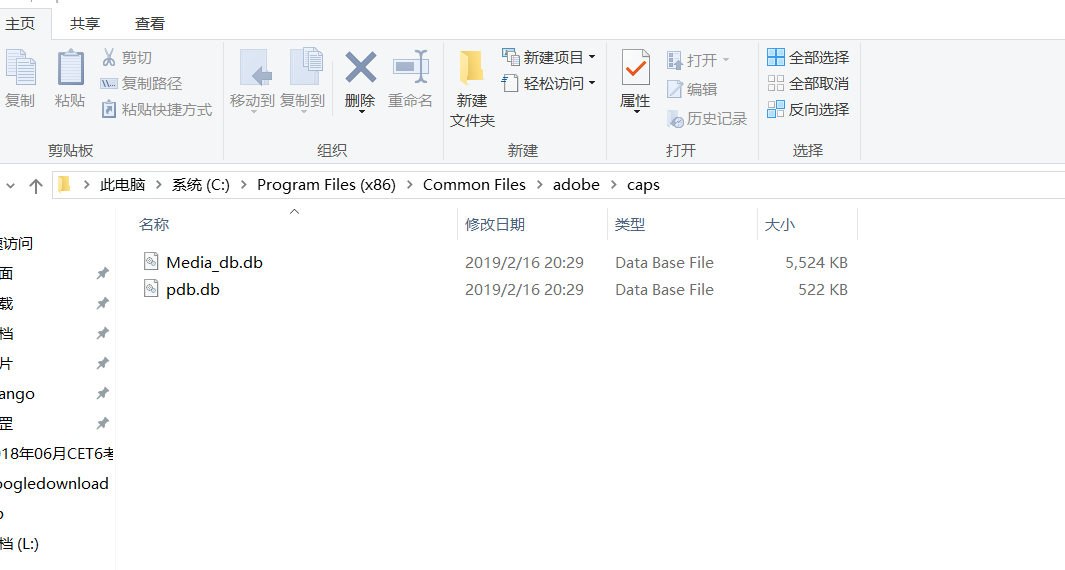 主页 共享 查看
剪切
复制路径
粘贴快捷方式
复制 粘贴
移动到 复制到 删除 重命名
新建
文件夹
新建项目
轻松访问
属性
打开
编辑
历史记录
全部选择
全部取消
反向选择
剪贴板 组织 新建 打开 选择
此电脑 系统 (C:) Program Files (x86) Common Files adobe caps
名称 修改日期 类型 大小
Media_db.db 2019/2/16 20:29 Data Base File 5,524 KB
pdb.db 2019/2/16 20:29 Data Base File 522 KB
访问
面
载
档
片
ango
罡
18年06月CET6考
oogledownload
档 (L:)